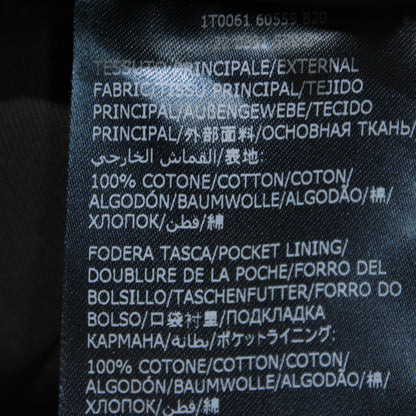 1T0061 60559 820
TESSUTO PRINCIPALE/EXTERNAL
FABRIC/TISSU PRINCIPAL/TEJIDO
PRINCIPAL/AUßENGEWEBE/TECIDO
PRINCIPAL/外部面料/ОСНОВНАЯ ТКАНЬ/
القماش الخارجي/表地:
100% COTONE/COTTON/COTON/
ALGODÓN/BAUMWOLLE/ALGODÃO/棉/
ХЛОПОК/قطن/綿
FODERA TASCA/POCKET LINING/
DOUBLURE DE LA POCHE/FORRO DEL
BOLSILLO/TASCHENFUTTER/FORRO DO
BOLSO/口袋衬里/ПОДКЛАДКА
КАРМАНА/بطانة/ポケットライニング:
100% COTONE/COTTON/COTON/
ALGODÓN/BAUMWOLLE/ALGODÃO/棉/
ХЛОПОК/قطن/綿